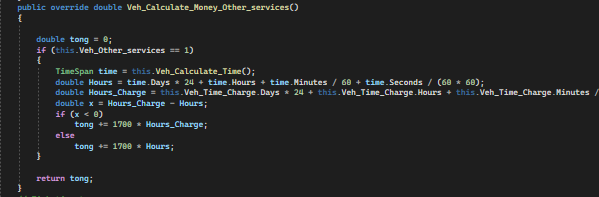 public override double Veh_Calculate_Money_Other_services()
{
double tong = 0;
if (this.Veh_Other_services == 1)
{
TimeSpan time = this.Veh_Calculate_Time();
double Hours = time.Days * 24 + time.Hours + time.Minutes / 60 + time.Seconds / (60 * 60);
double Hours_Charge = this.Veh_Time_Charge.Days * 24 + this.Veh_Time_Charge.Hours + this.Veh_Time_Charge.Minutes /
double x = Hours_Charge - Hours;
if (x < 0)
tong += 1700 * Hours_Charge;
else
tong += 1700 * Hours;
}
return tong;
}